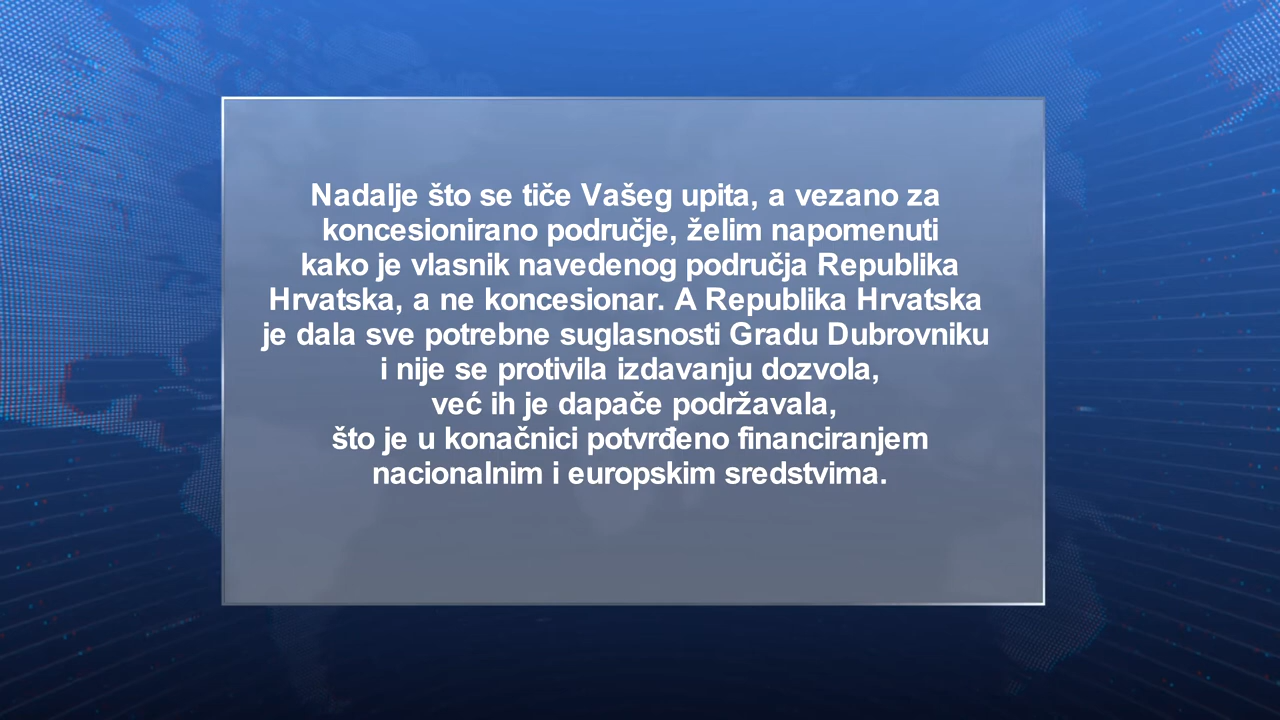 Nadalje što se tiče Vašeg upita, a vezano za
koncesionirano područje, želim napomenuti
kako je vlasnik navedenog područja Republika
Hrvatska, a ne koncesionar. A Republika Hrvatska
je dala sve potrebne suglasnosti Gradu Dubrovniku
i nije se protivila izdavanju dozvola,
već ih je dapače podržavala,
što je u konačnici potvrđeno financiranjem
nacionalnim i europskim sredstvima.